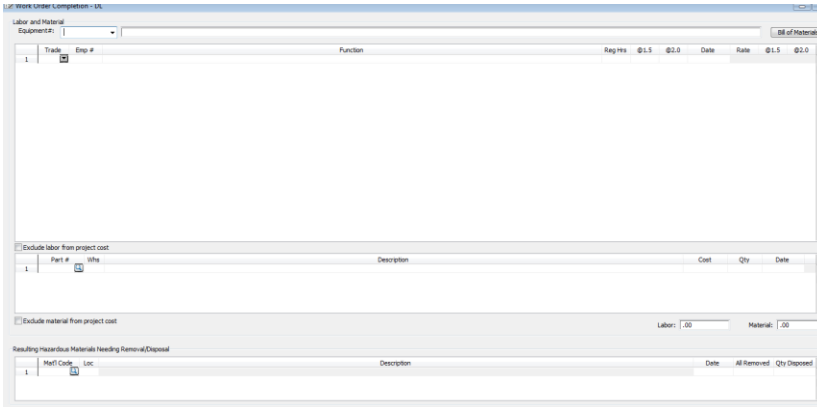 Work Order Completion - DL
Labor and Material
Equipment#:
Bill of Materials
Trade Emp # Function Reg Hrs @1.5 @2.0 Date Rate @1.5 @2.0
1
Exclude labor from project cost
Part # Whs Description Cost Qty Date
1
Exclude material from project cost
Labor: .00 Material: .00
Resulting Hazardous Materials Needing Removal/Disposal
Mat'l Code Loc Description Date All Removed Qty Disposed
1